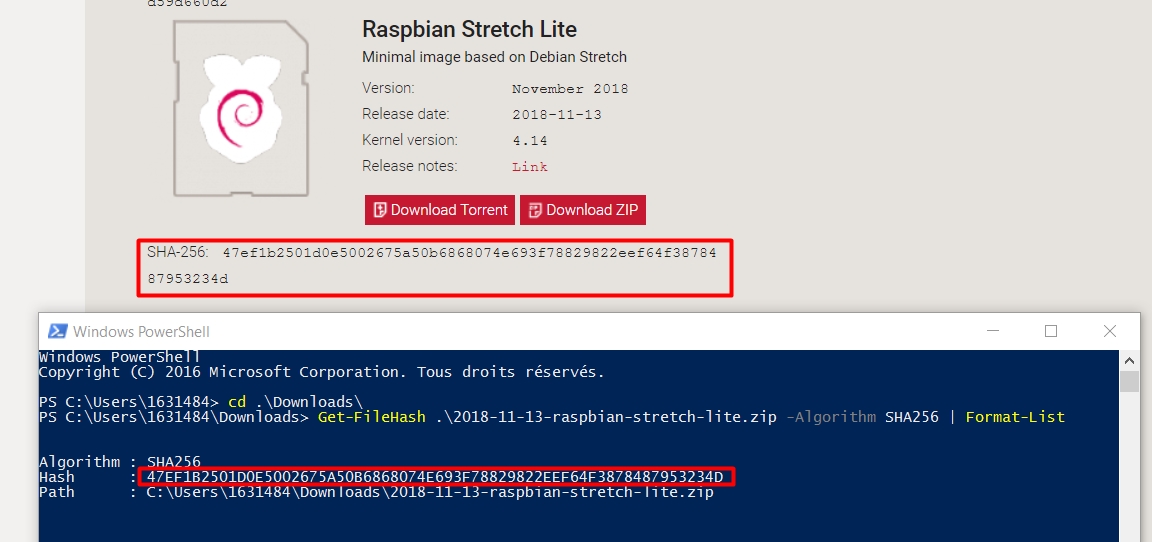 d59d660d2
Raspbian Stretch Lite
Minimal image based on Debian Stretch
Version: November 2018
Release date: 2018-11-13
Kernel version: 4.14
Release notes: Link
Download Torrent Download ZIP
SHA-256: 47ef1b2501d0e5002675a50b6868074e693f78829822eef64f38784
87953234d
Windows PowerShell
Windows PowerShell
Copyright (C) 2016 Microsoft Corporation. Tous droits réservés.
PS C:\Users\1631484> cd .\Downloads\
PS C:\Users\1631484\Downloads> Get-FileHash .\2018-11-13-raspbian-stretch-lite.zip -Algorithm SHA256 | Format-List
Algorithm : SHA256
Hash : 47EF1B2501D0E5002675A50B6868074E693F78829822EEF64F3878487953234D
Path : C:\Users\1631484\Downloads\2018-11-13-raspbian-stretch-lite.zip